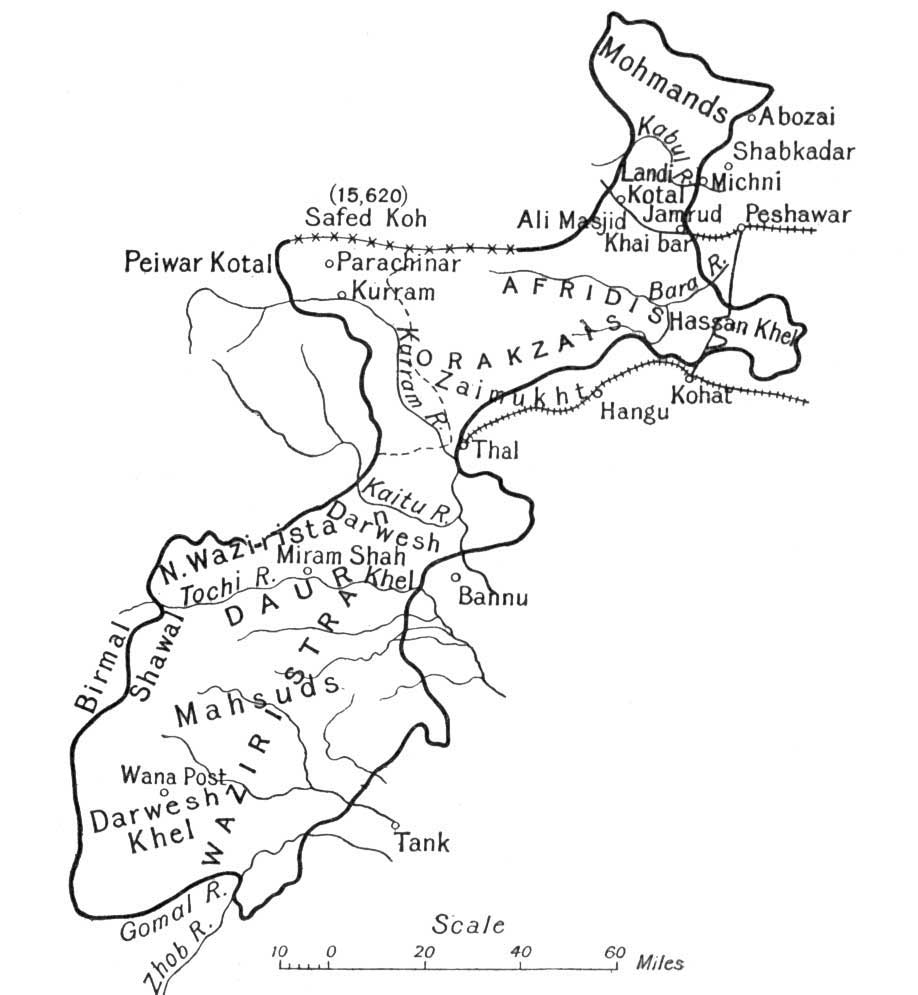 Mohmands
Abozai
Kabul R.
Shabkadar
Landi
Kotal
Michni
(15,620)
Safed Koh
Ali Masjid
Jamrud
Peshawar
Khai bar
Peiwar Kotal
Parachinar
Kurram
AFRIDIS
Bara R.
Hassan Khel
ORAKZAIS
Kurram R.
Zaimukht
Hangu
Kohat
Thal
Kaitu R.
N. Wazi-ristan
Darwesh
Khel
Miram Shah
Tochi R.
DAUR
Bannu
Birmal
Shawal
Mahsuds
WAZIRISTRA
Wana Post
Darwesh
Khel
Tank
Gomal R.
Zhob R.
Scale
10 0 20 40 60 Miles